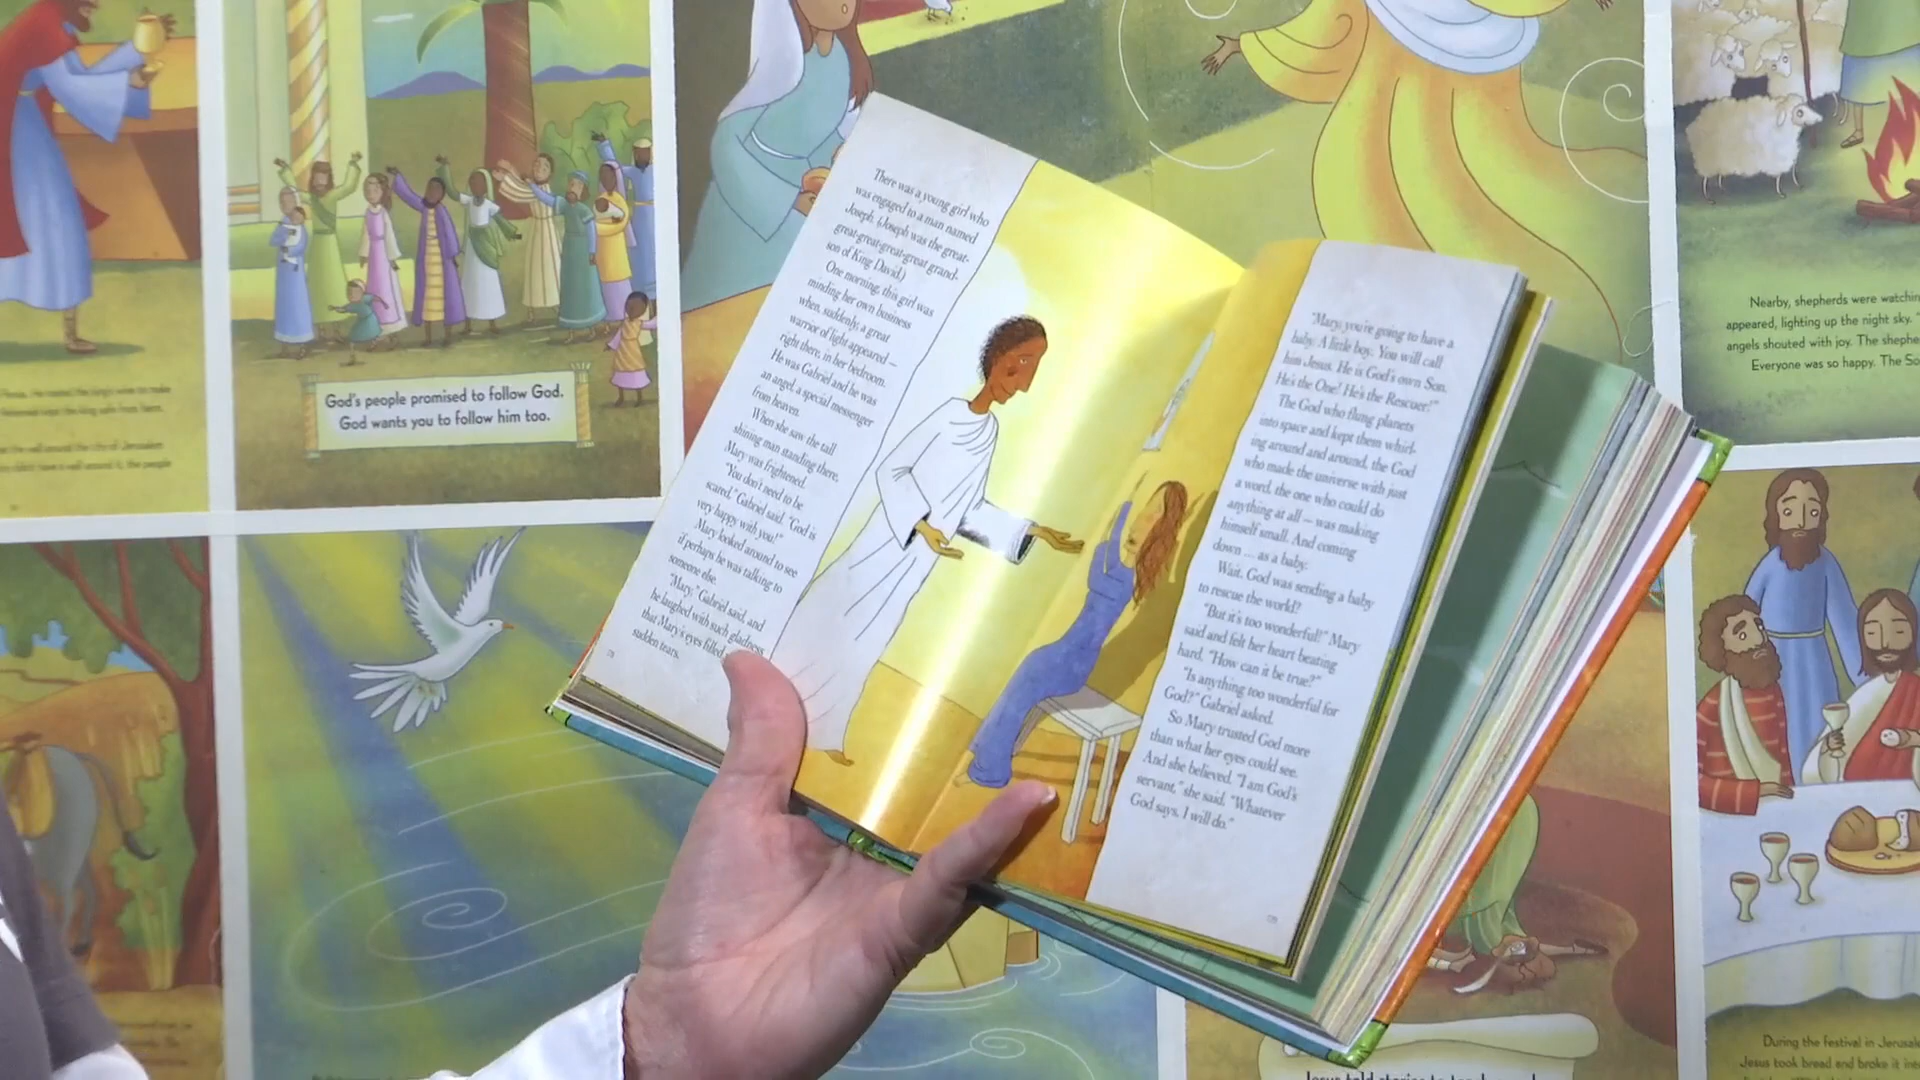 There was a young girl who
was engaged to a man named
Joseph. (Joseph was the great-
great-great-great-great grand-
son of King David.)
One morning, this girl was
minding her own business
when, suddenly, a great
warrior of light appeared —
right there, in her bedroom.
He was Gabriel and he was
an angel, a special messenger
from heaven.
When she saw the tall
shining man standing there,
Mary was frightened.
"You don't need to be
scared," Gabriel said. "God is
very happy with you!"
Mary looked around to see
if perhaps he was talking to
someone else.
"Mary," Gabriel said, and
he laughed with such gladness
that Mary's eyes filled
sudden tears.
"Mary, you're going to have a
baby. A little boy. You will call
him Jesus. He is God's own Son.
He's the One! He's the Rescuer!"
The God who flung planets
into space and kept them whirl-
ing around and around, the God
who made the universe with just
a word, the one who could do
anything at all — was making
himself small. And coming
down ... as a baby.
Wait. God was sending a baby
to rescue the world?
"But it's too wonderful!" Mary
said and felt her heart beating
hard. "How can it be true?"
"Is anything too wonderful for
God?" Gabriel asked.
So Mary trusted God more
than what her eyes could see.
And she believed. "I am God's
servant," she said. "Whatever
God says, I will do."
God's people promised to follow God.
God wants you to follow him too.
Nearby, shepherds were watchin
appeared, lighting up the night sky.
angels shouted with joy. The shephe
Everyone was so happy. The So
During the festival in Jerusale
Jesus took bread and broke it int
Jesus told stories to